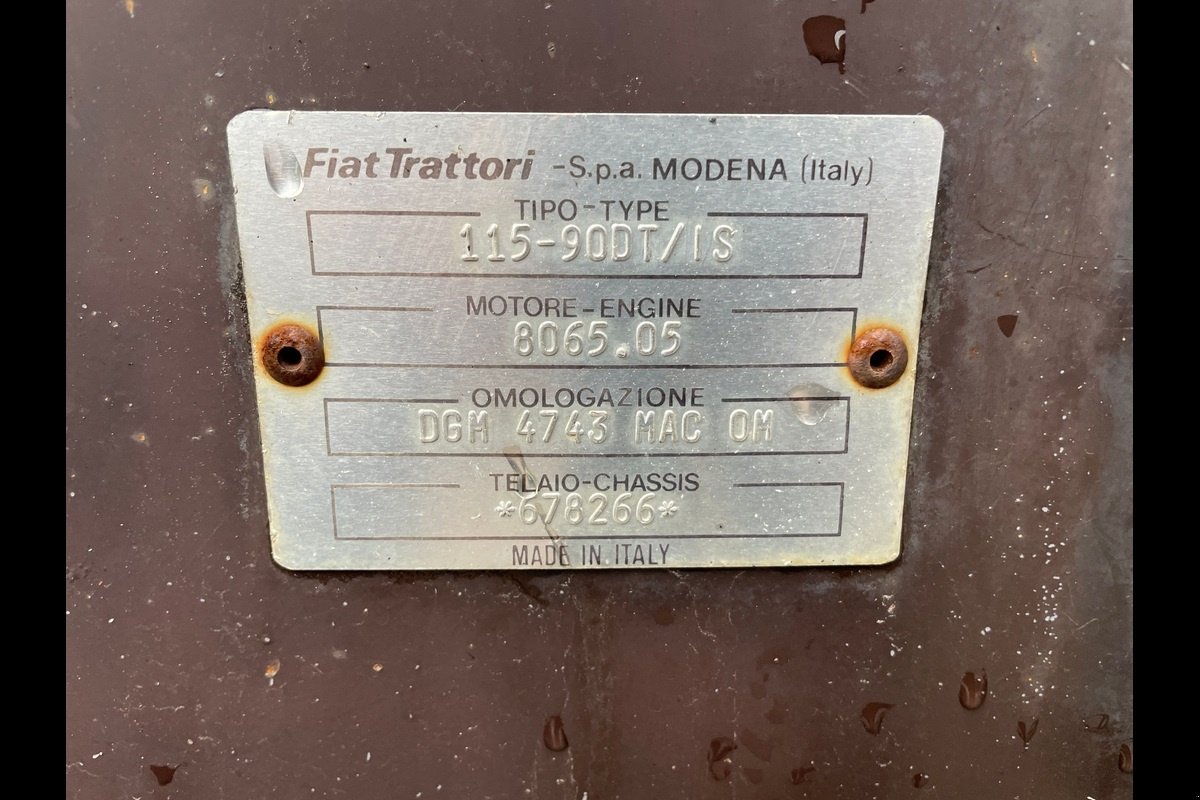 Fiat Trattori -S.p.a. MODENA (Italy)
TIPO-TYPE
115-90DT/IS
MOTORE-ENGINE
8065.05
OMOLOGAZIONE
DGM 4743 MAC OM
TELAIO-CHASSIS
*678266*
MADE IN ITALY